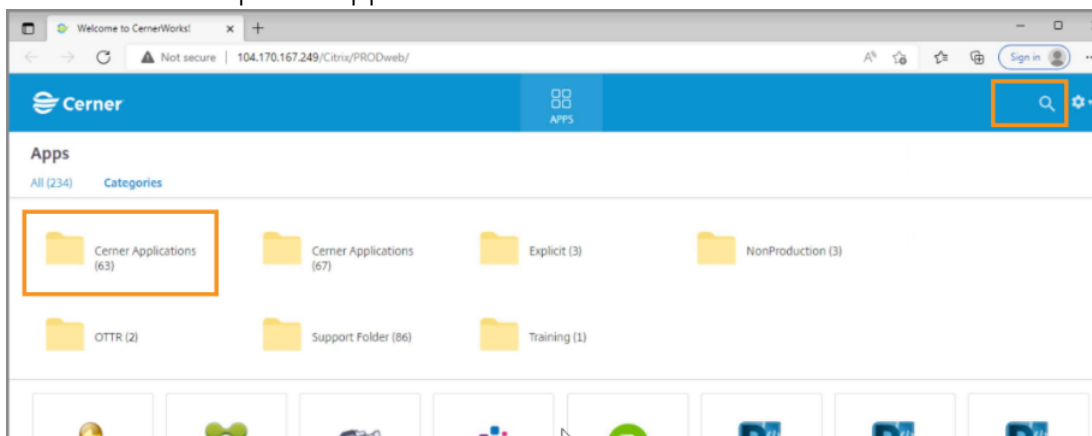 Welcome to CernerWorks!
Not secure | 104.170.167.249/Citrix/PRODweb/
Sign in
Cerner
APPS
Apps
All (234) Categories
Cerner Applications
(63)
Cerner Applications
(67)
Explicit (3)
NonProduction (3)
OTTR (2)
Support Folder (86)
Training (1)